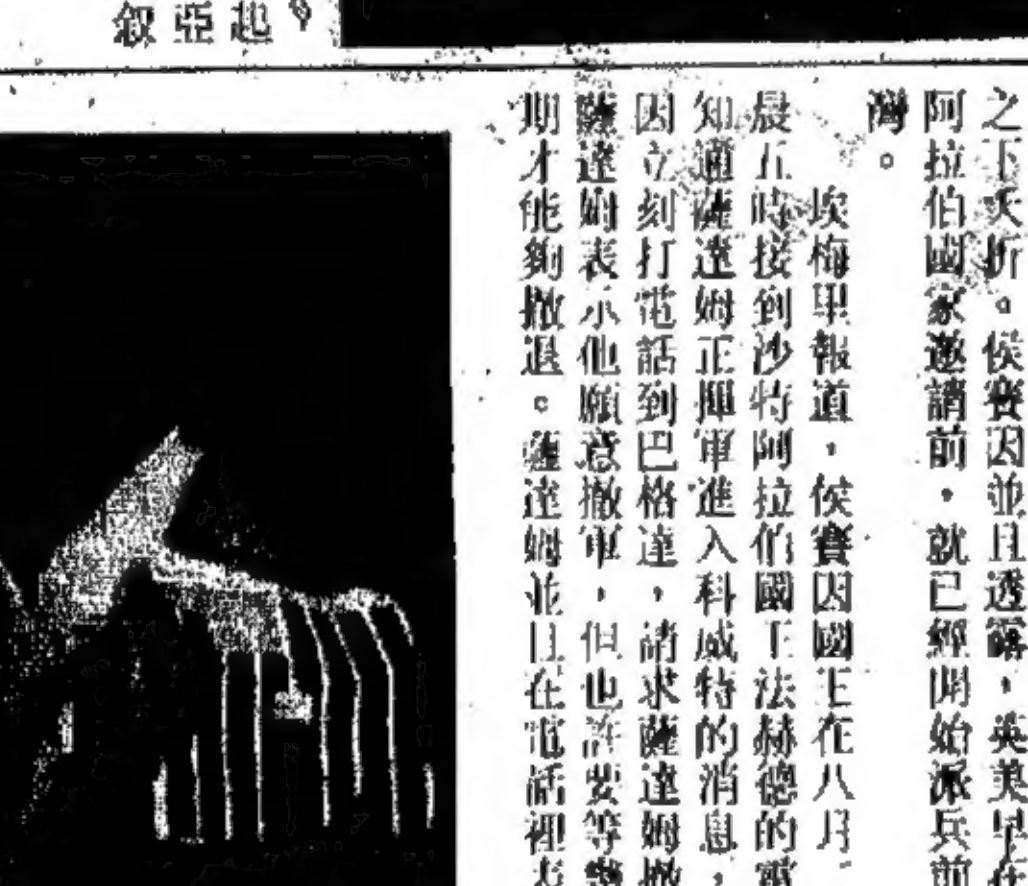 起亞叙
之下夭折。侯賽因並且透露，英美早在
阿拉伯國家邀請前，就已經開始派兵前
灣。
埃梅里報道，侯賽因國王在八月
晨五時接到沙特阿拉伯國王法赫德的電
知道薩達姆正揮軍進入科威特的消息，
因立刻打電話到巴格達，請求薩達姆撤
薩達姆表示他願意撤軍，但也許要等
期才能夠撤退。薩達姆並且在電話裡表